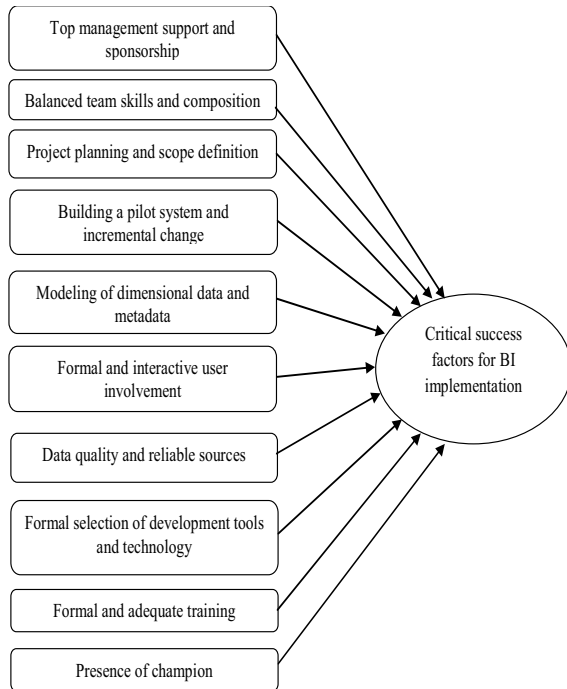 Top management support and
sponsorship
Balanced team skills and composition
Project planning and scope definition
Building a pilot system and
incremental change
Modeling of dimensional data and
metadata
Formal and interactive user
involvement
Data quality and reliable sources
Formal selection of development tools
and technology
Formal and adequate training
Presence of champion
Critical success
factors for BI
implementation